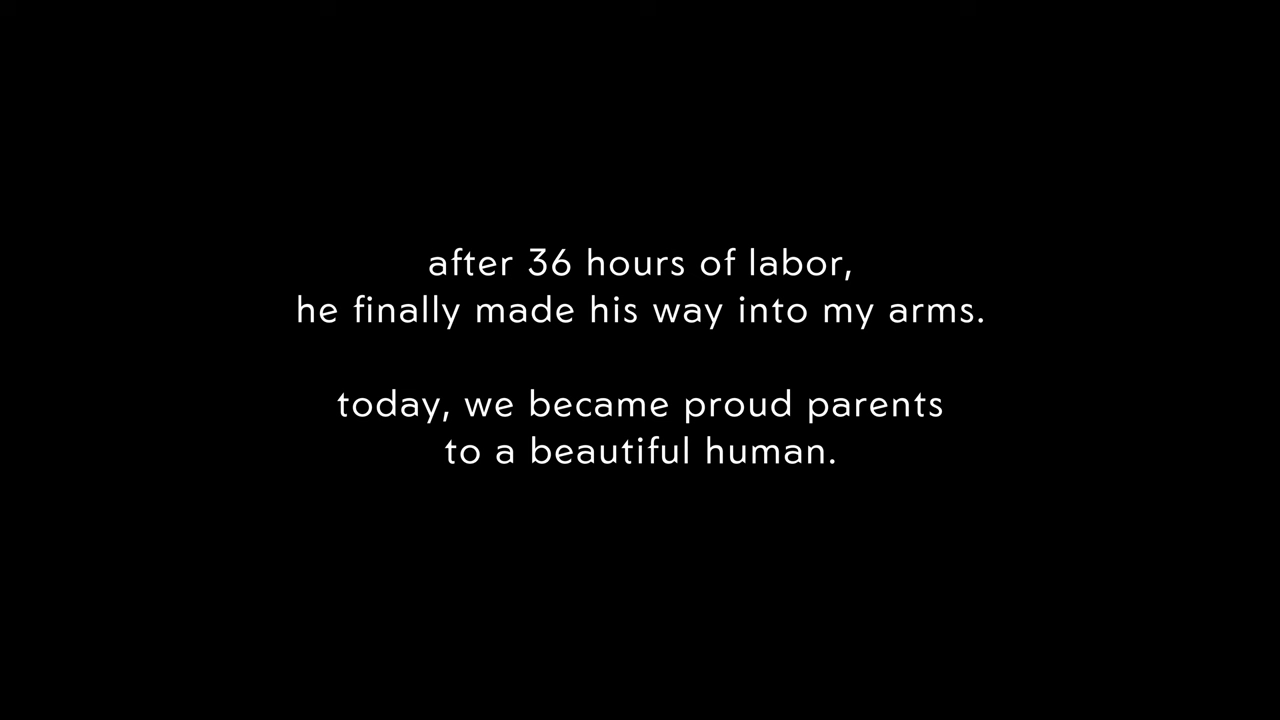 after 36 hours of labor,
he finally made his way into my arms.
today, we became proud parents
to a beautiful human.